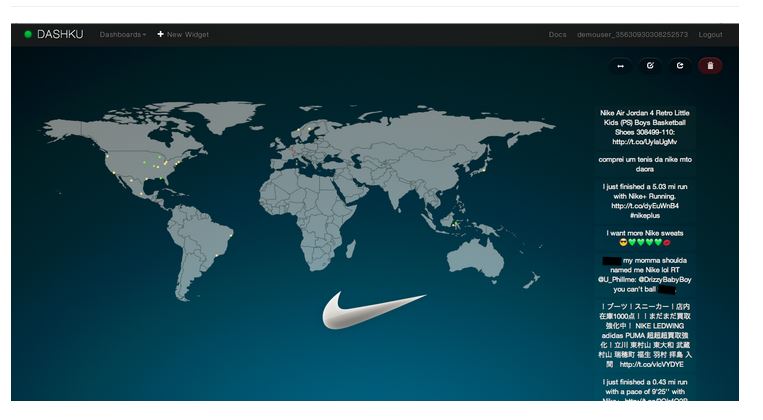 DASHKU Dashboards New Widget Docs demouser_35630930308252573 Logout
Nike Air Jordan 4 Retro Little
Kids (PS) Boys Basketball
Shoes 308499-110:
http://t.co/UylaUgMv
comprei um tenis da nike mto
daora
I just finished a 5.03 mi run
with Nike+ Running.
http://t.co/dyEuWnB4
#nikeplus
I want more Nike sweats
😎💚💚💚💚💋
my momma shoulda
named me Nike lol RT
@U_Phillme: @DrizzyBabyBoy
you can't ball
｜ブーツ｜スニーカー｜店内
在庫1000点！｜まだまだ買取
強化中！ NIKE LEDWING
adidas PUMA 超超超買取強
化！立川 東村山 東大和 武蔵
村山 瑞穂町 福生 羽村 拝島 入
間 http://t.co/vlcVYDYE
I just finished a 0.43 mi run
with a pace of 9'25" with